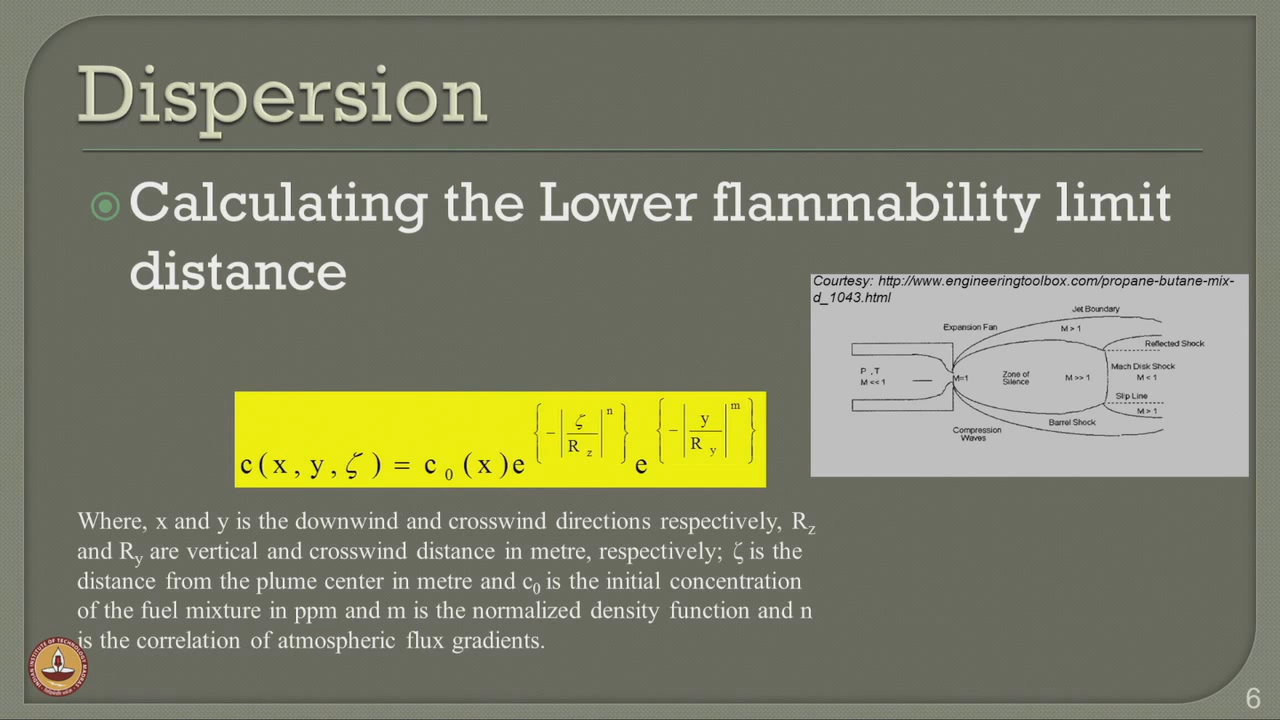 Dispersion
Calculating the Lower flammability limit
distance
Courtesy: http://www.engineeringtoolbox.com/propane-butane-mix-
d_1043.html
Jet Boundary
Expansion Fan
M > 1
Reflected Shock
P , T
M << 1
M=1
Zone of
Silence
M >> 1
Mach Disk Shock
M < 1
Slip Line
M > 1
Barrel Shock
Compression
Waves
c(x, y, ζ) = c₀(x)e^{-|ζ/R_z|^n} e^{-|y/R_y|^m}
Where, x and y is the downwind and crosswind directions respectively, R_z
and R_y are vertical and crosswind distance in metre, respectively; ζ is the
distance from the plume center in metre and c₀ is the initial concentration
of the fuel mixture in ppm and m is the normalized density function and n
is the correlation of atmospheric flux gradients.
6